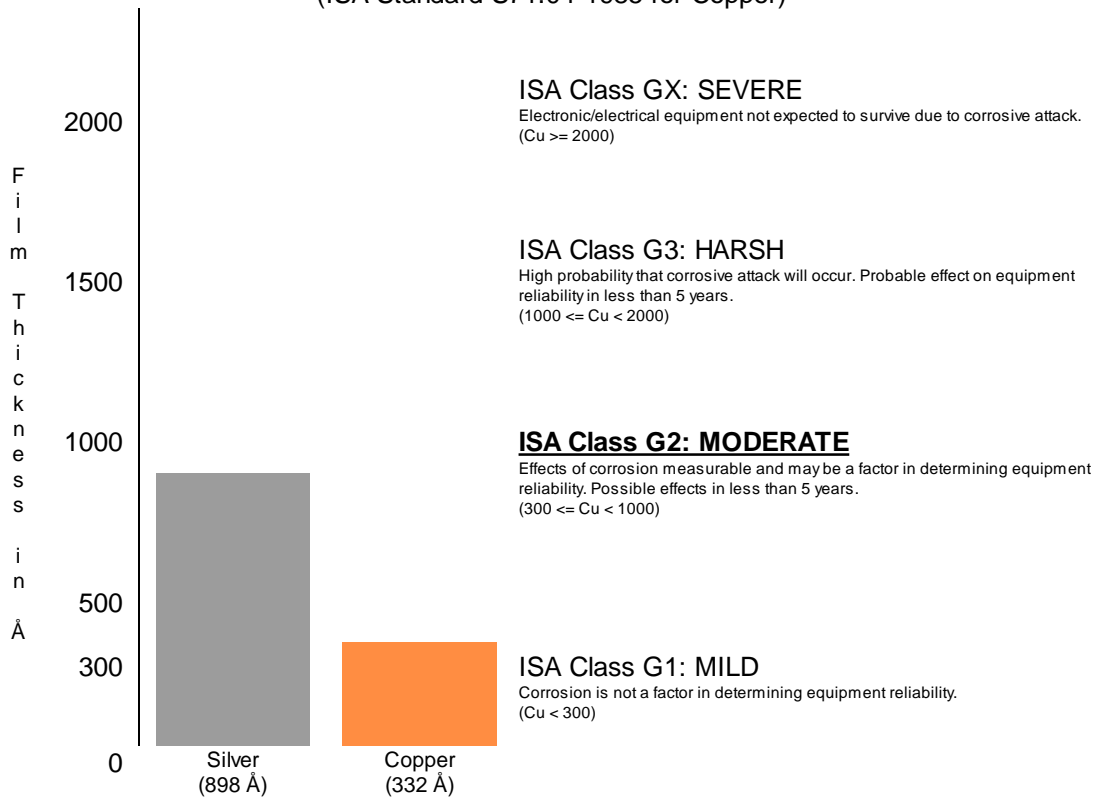 (ISA Standard for Copper)
ISA Class GX: SEVERE
Electronic/electrical equipment not expected to survive due to corrosive attack.
(Cu >= 2000)
2000
Film Thickness in Å
ISA Class G3: HARSH
High probability that corrosive attack will occur. Probable effect on equipment
reliability in less than 5 years.
(1000 <= Cu < 2000)
1500
ISA Class G2: MODERATE
Effects of corrosion measurable and may be a factor in determining equipment
reliability. Possible effects in less than 5 years.
(300 <= Cu < 1000)
1000
500
300
ISA Class G1: MILD
Corrosion is not a factor in determining equipment reliability.
(Cu < 300)
0
Silver
(898 Å)
Copper
(332 Å)